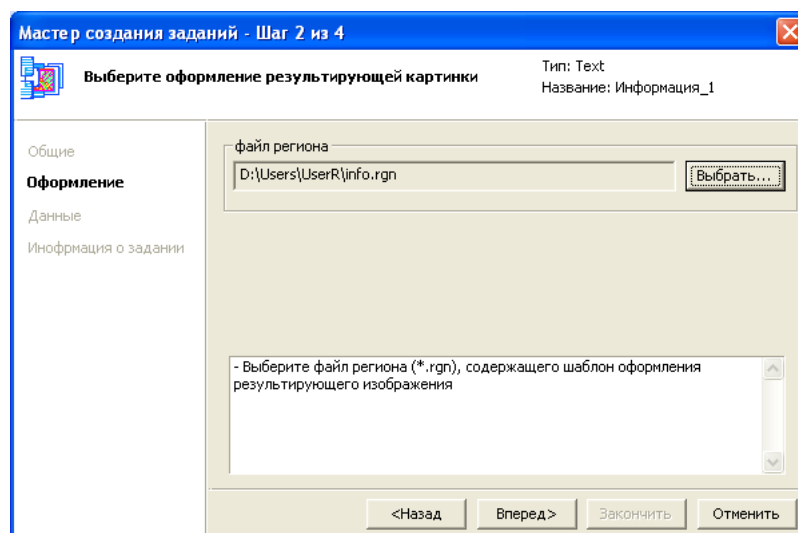 Мастер создания заданий - Шаг 2 из 4
Выберите оформление результирующей картинки
Тип: Text
Название: Информация_1
Общие
Оформление
Данные
Инофрмация о задании
файл региона
D:\Users\UserR\info.rgn
Выбрать...
- Выберите файл региона (*.rgn), содержащего шаблон оформления
результирующего изображения
<Назад
Вперед>
Закончить
Отменить